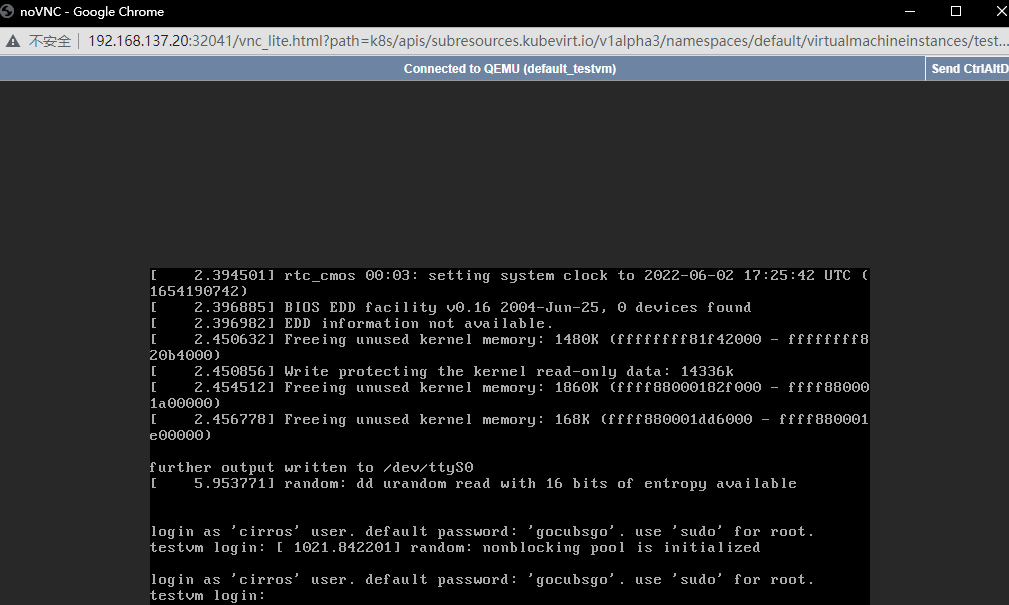 noVNC - Google Chrome
不安全 192.168.137.20:32041/vnc_lite.html?path=k8s/apis/subresources.kubevirt.io/v1alpha3/namespaces/default/virtualmachineinstances/test...
Connected to QEMU (default_testvm)
Send CtrlAltD
[    2.394501] rtc_cmos 00:03: setting system clock to 2022-06-02 17:25:42 UTC (
1654190742)
[    2.396885] BIOS EDD facility v0.16 2004-Jun-25, 0 devices found
[    2.396982] EDD information not available.
[    2.450632] Freeing unused kernel memory: 1480K (ffffffff81f42000 - ffffffff8
20b4000)
[    2.450856] Write protecting the kernel read-only data: 14336k
[    2.454512] Freeing unused kernel memory: 1860K (ffff88000182f000 - ffff88000
1a00000)
[    2.456778] Freeing unused kernel memory: 168K (ffff880001dd6000 - ffff880001
e00000)
further output written to /dev/ttyS0
[    5.953771] random: dd urandom read with 16 bits of entropy available
login as 'cirros' user. default password: 'gocubsgo'. use 'sudo' for root.
testvm login: [ 1021.842201] random: nonblocking pool is initialized
login as 'cirros' user. default password: 'gocubsgo'. use 'sudo' for root.
testvm login: